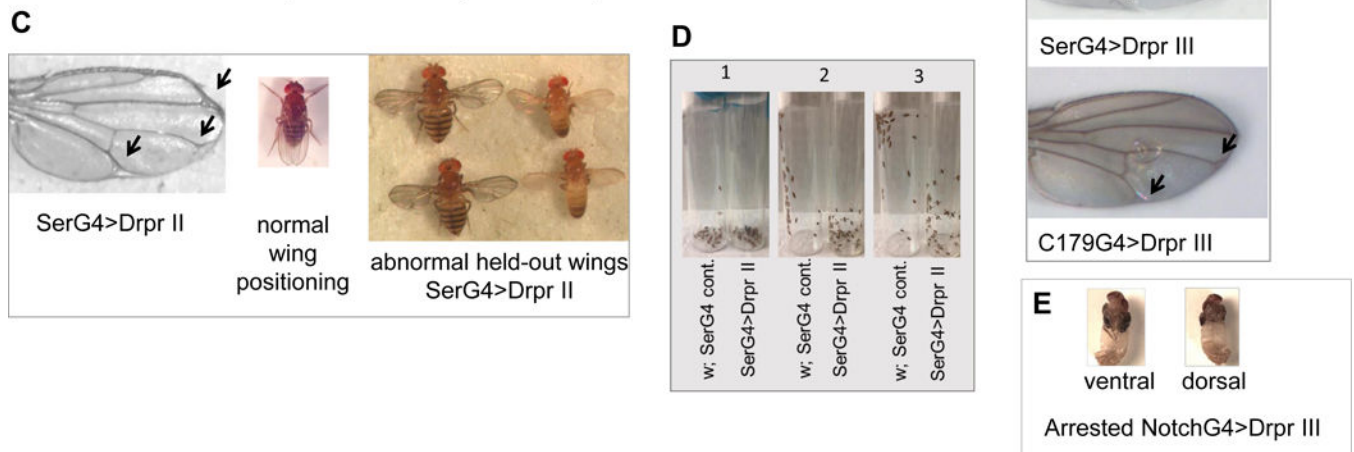 C
SerG4>Drpr II
normal
wing
positioning
abnormal held-out wings
SerG4>Drpr II
D
1 2 3
w; SerG4 cont.
SerG4>Drpr II
w; SerG4 cont.
SerG4>Drpr II
w; SerG4 cont
SerG4>Drpr II
SerG4>Drpr III
C179G4>Drpr III
E
ventral dorsal
Arrested NotchG4>Drpr III